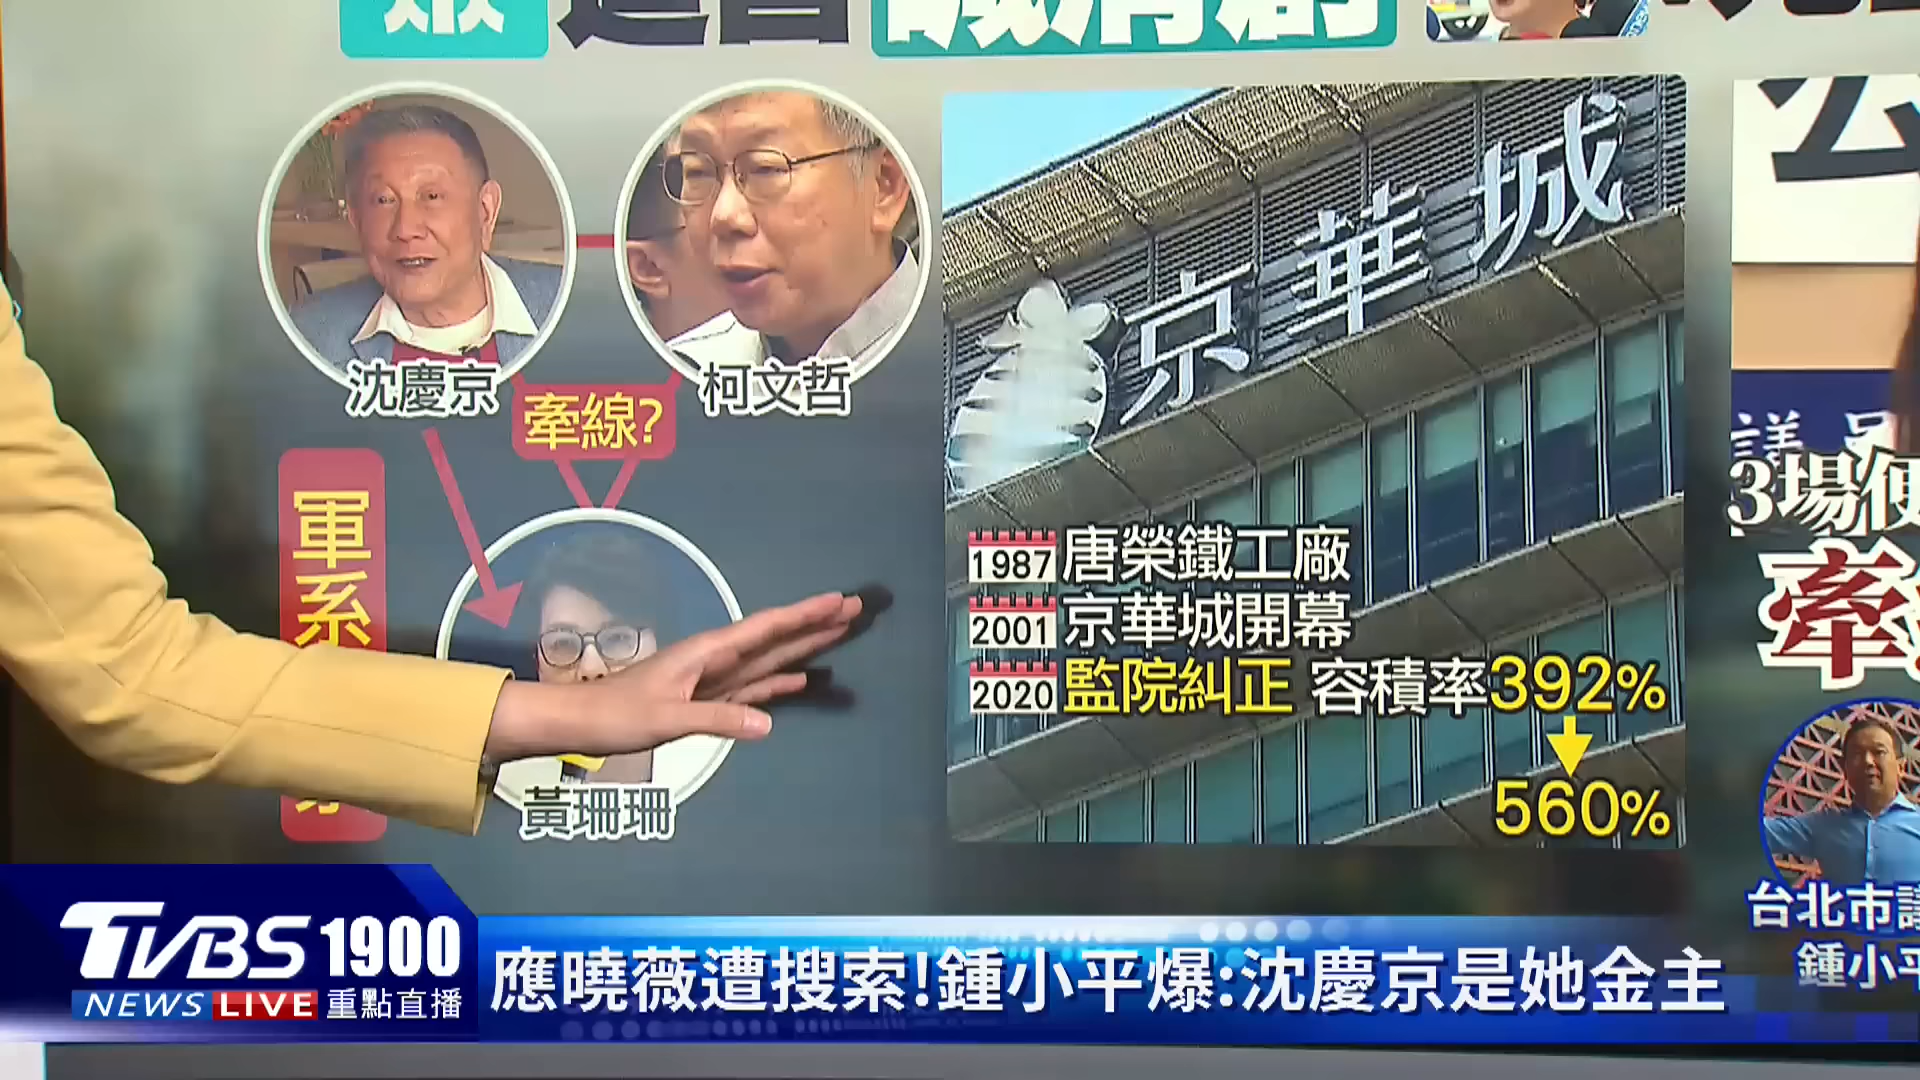 京華城
沈慶京
柯文哲
牽線?
黃珊珊
1987 唐榮鐵工廠
2001 京華城開幕
2020 監院糾正 容積率392%
560%
3場便
牽
台北市議
鍾小平
TVBS 1900
NEWS LIVE 重點直播
應曉薇遭搜索!鍾小平爆:沈慶京是她金主